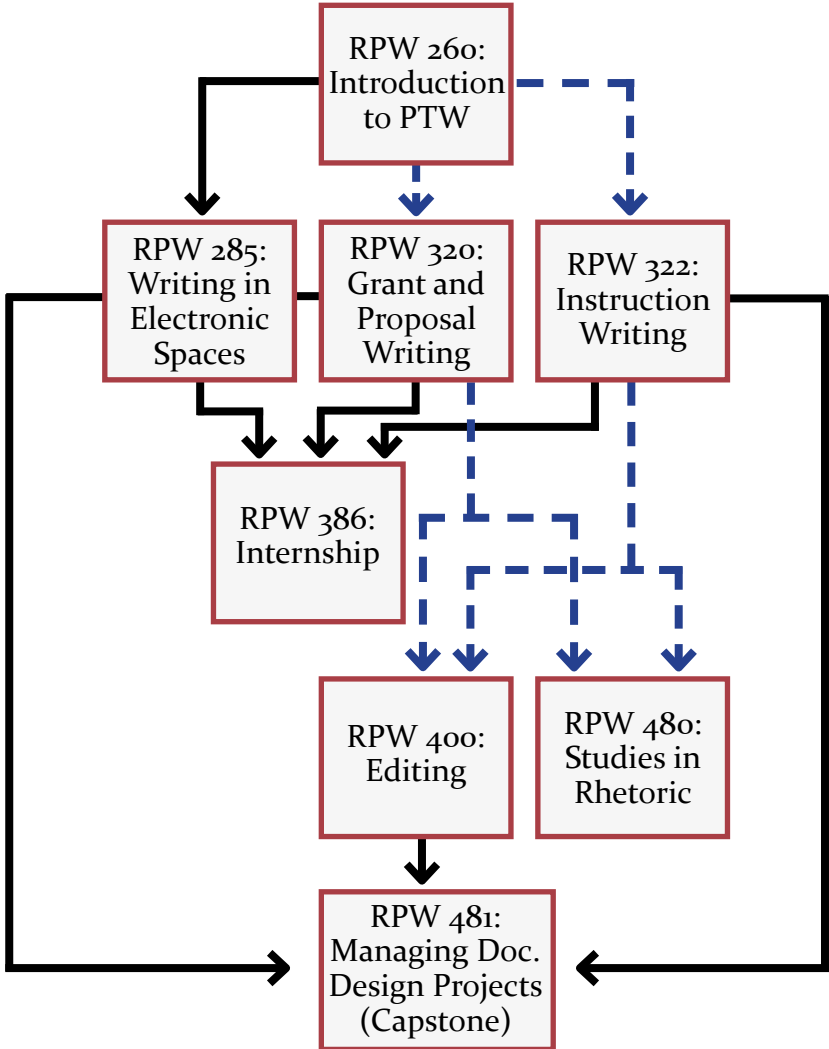 RPW 260:
Introduction
to PTW
RPW 285:
Writing in
Electronic
Spaces
RPW 320:
Grant and
Proposal
Writing
RPW 322:
Instruction
Writing
RPW 386:
Internship
RPW 400:
Editing
RPW 480:
Studies in
Rhetoric
RPW 481:
Managing Doc.
Design Projects
(Capstone)